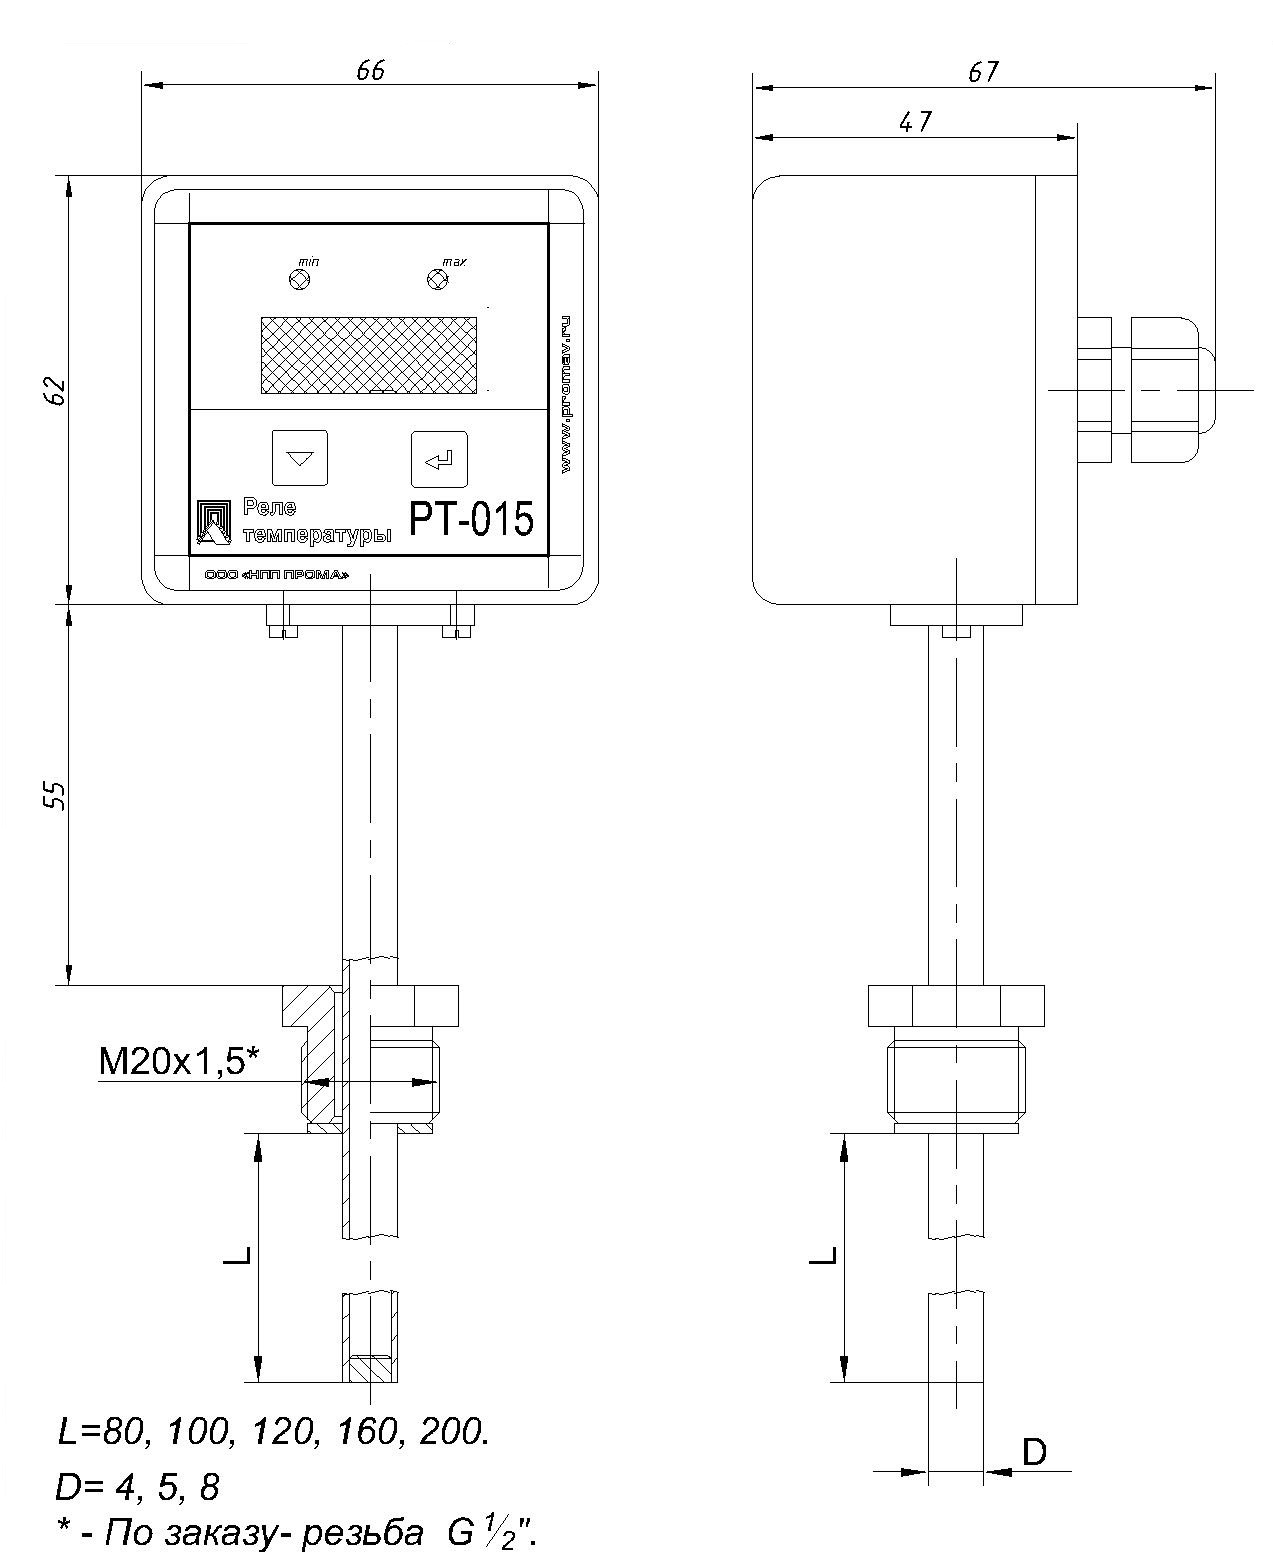 66
67
47
62
min
max
www.promav.ru
Реле
температуры
РТ-015
ООО «НПП ПРОМА»
55
М20х1,5*
L
L
L=80, 100, 120, 160, 200.
D
D= 4, 5, 8
* - По заказу- резьба G 1/2".